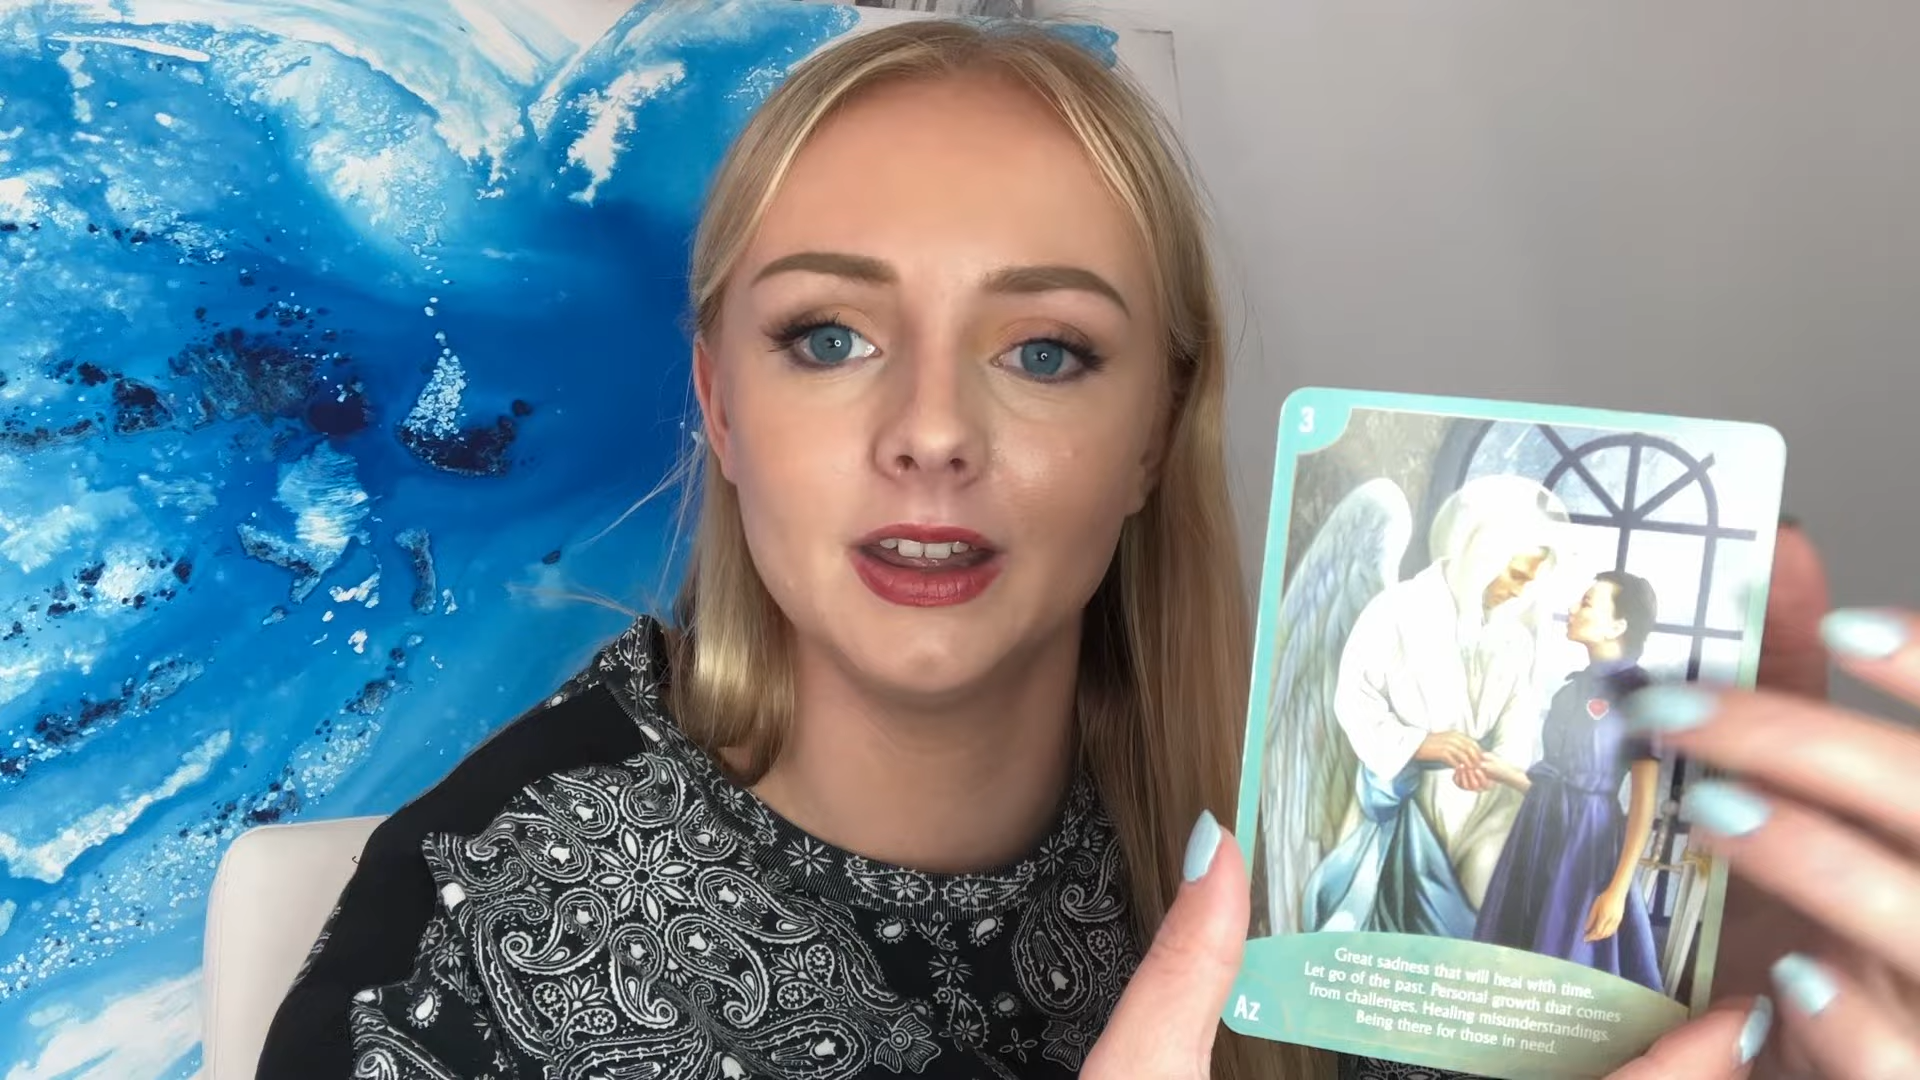 3
Great sadness that will heal with time.
Let go of the past. Personal growth that comes
from challenges. Healing misunderstandings.
Being there for those in need.
Az